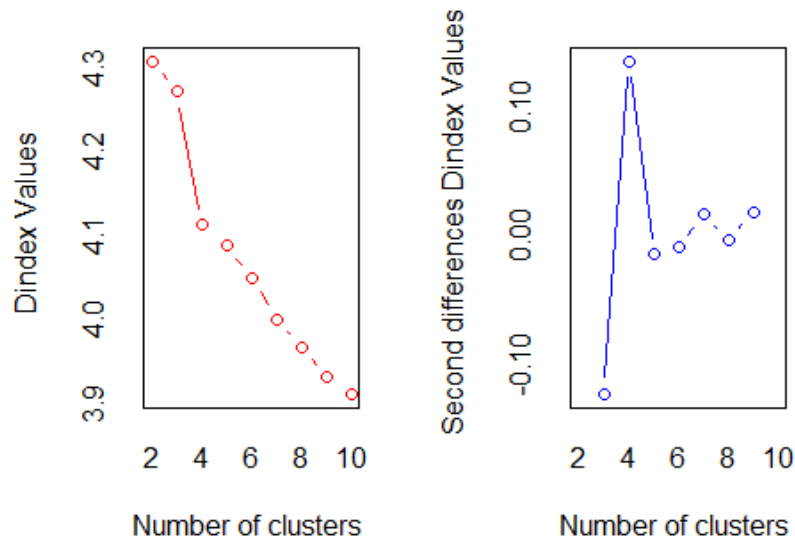 Dindex Values
4.3
4.2
4.1
4.0
3.9
2 4 6 8 10
Number of clusters
Second differences Dindex Values
0.10
0.00
-0.10
2 4 6 8 10
Number of clusters